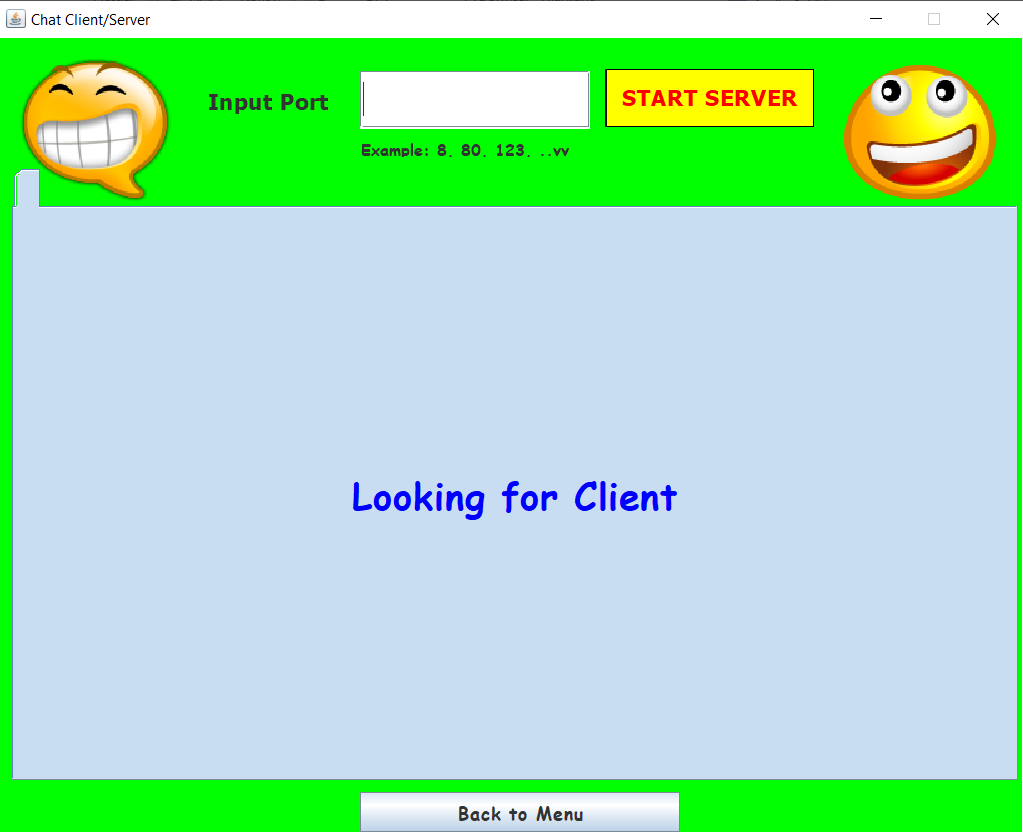 Chat Client/Server
Input Port
START SERVER
Example: 8, 80, 123, ..vv
Looking for Client
Back to Menu